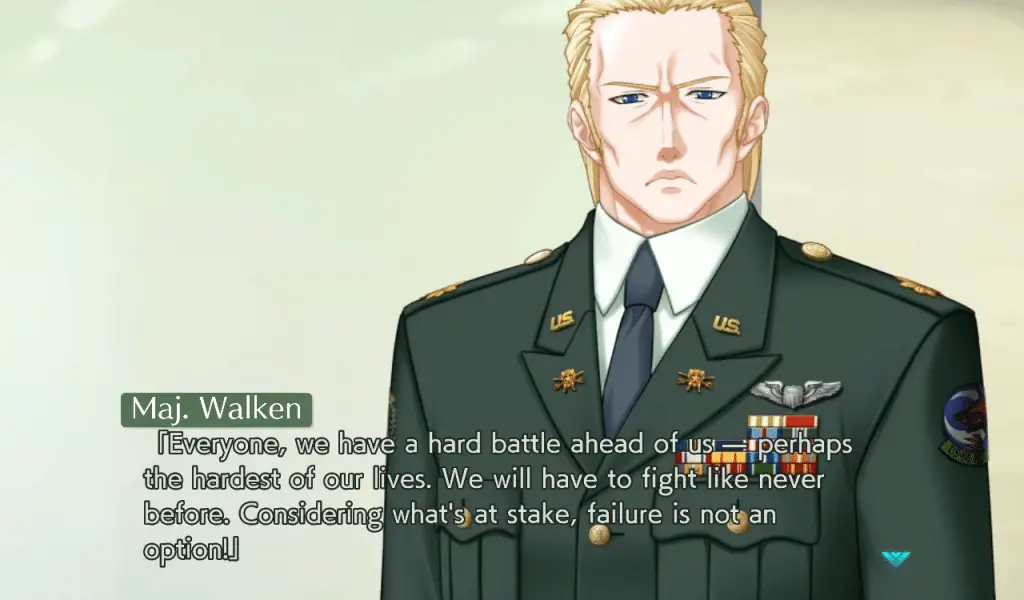 U.S.
U.S.
Maj. Walken
｢Everyone, we have a hard battle ahead of us — perhaps
the hardest of our lives. We will have to fight like never
before. Considering what's at stake, failure is not an
option!｣